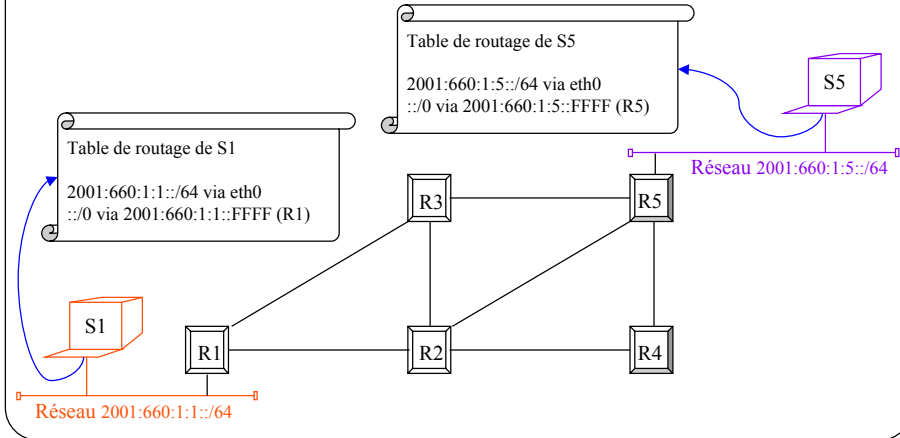 Table de routage de S5
2001:660:1:5::/64 via eth0
::/0 via 2001:660:1:5::FFFF (R5)
S5
Réseau 2001:660:1:5::/64
Table de routage de S1
2001:660:1:1::/64 via eth0
::/0 via 2001:660:1:1::FFFF (R1)
R3
R5
S1
R1
R2
R4
Réseau 2001:660:1:1::/64